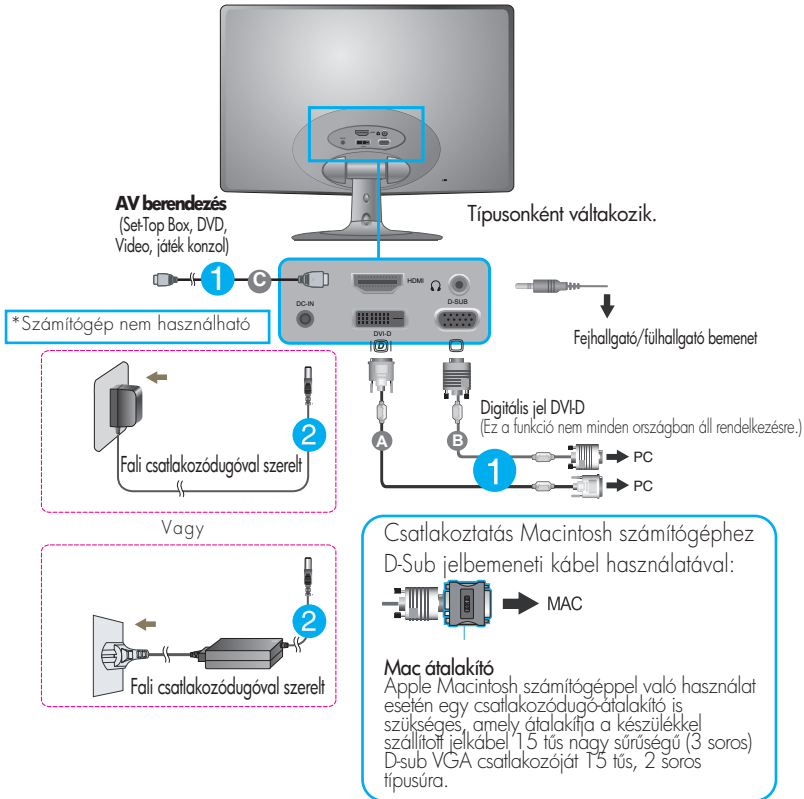 AV berendezés
(Set-Top Box, DVD,
Video, játék konzol)
Típusonként váltakozik.
1
C
HDMI
DC-IN
D-SUB
DVI-D
*Számítógép nem használható
Fejhallgató/fülhallgató bemenet
2
Fali csatlakozódugóval szerelt
Vagy
2
Fali csatlakozódugóval szerelt
D
A
B
Digitális jel DVI-D
(Ez a funkció nem minden országban áll rendelkezésre.)
1
PC
PC
Csatlakoztatás Macintosh számítógéphez
D-Sub jelbemeneti kábel használatával:
MAC
Mac átalakító
Apple Macintosh számítógéppel való használat
esetén egy csatlakozódugó-átalakító is
szükséges, amely átalakítja a készülékkel
szállított jelkábel 15 tűs nagy sűrűségű (3 soros)
D-sub VGA csatlakozóját 15 tűs, 2 soros
típusúra.